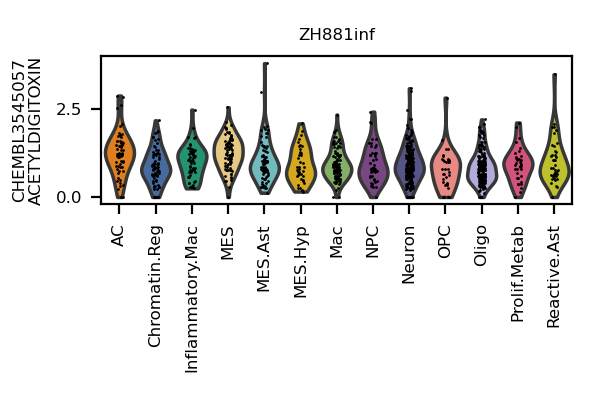 ZH881inf
CHEMBL3545057
ACETYLDIGITOXIN
2.5
0.0
AC
Chromatin.Reg
Inflammatory.Mac
MES
MES.Ast
MES.Hyp
Mac
NPC
Neuron
OPC
Oligo
Prolif.Metab
Reactive.Ast